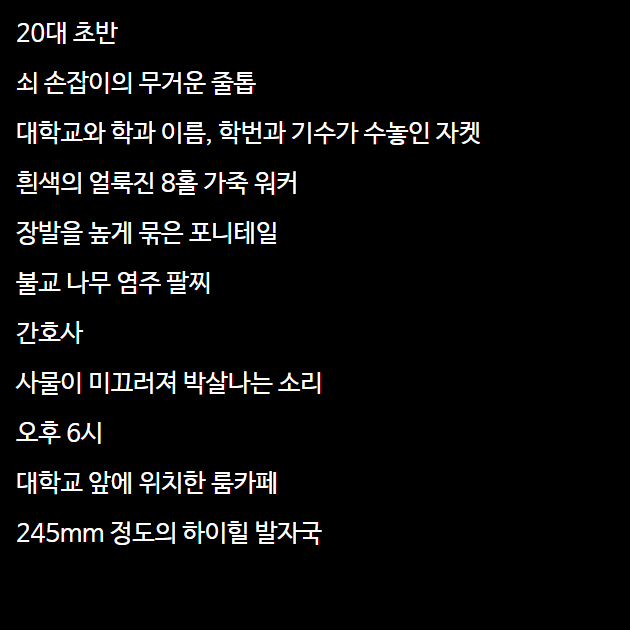 20대 초반
쇠 손잡이의 무거운 줄톱
대학교와 학과 이름, 학번과 기수가 수놓인 자켓
흰색의 얼룩진 8홀 가죽 워커
장발을 높게 묶은 포니테일
불교 나무 염주 팔찌
간호사
사물이 미끄러져 박살나는 소리
오후 6시
대학교 앞에 위치한 룸카페
245mm 정도의 하이힐 발자국